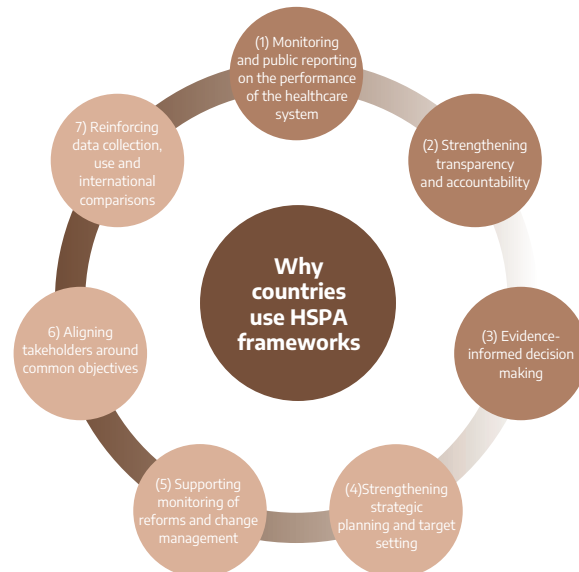 (1) Monitoring
and public reporting
on the performance
of the healthcare
system
(2) Strengthening
transparency
and accountability
(3) Evidence-
informed decision
making
(4)Strengthening
strategic
planning and target
setting
(5) Supporting
monitoring of
reforms and change
management
6) Aligning
takeholders around
common objectives
7) Reinforcing
data collection,
use and
international
comparisons
Why
countries
use HSPA
frameworks